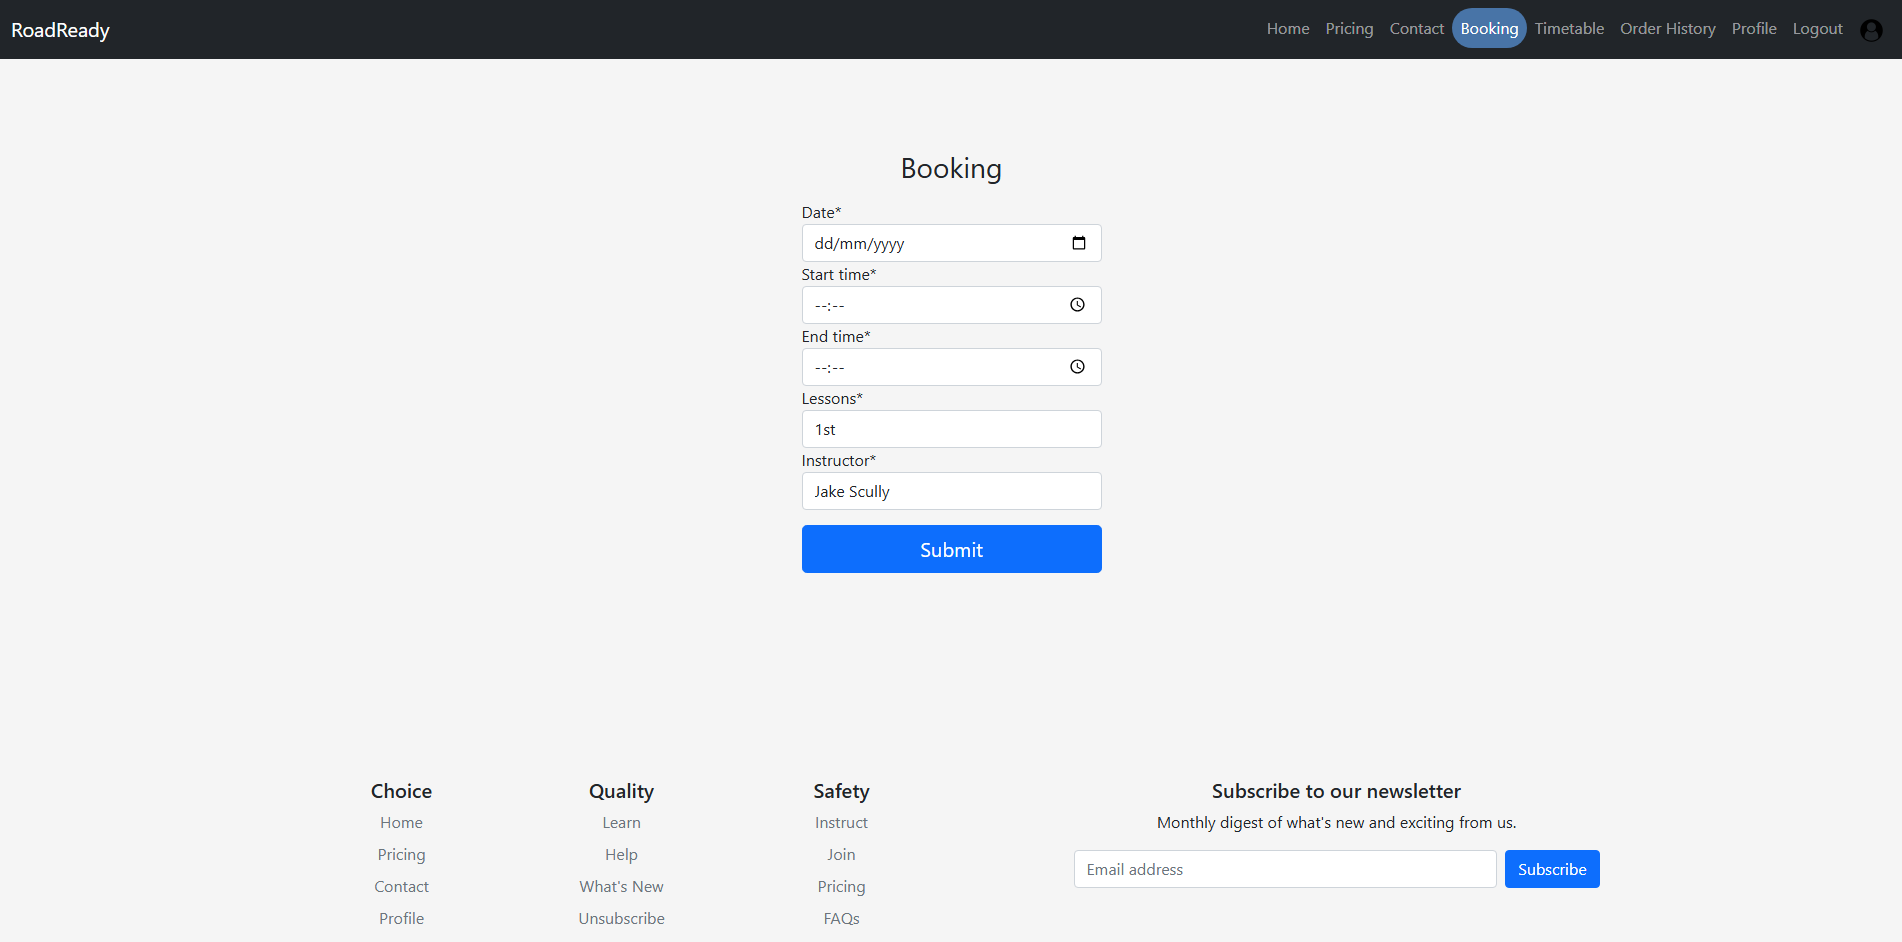 RoadReady
Home Pricing Contact Booking Timetable Order History Profile Logout
Booking
Date*
dd/mm/yyyy
Start time*
--:--
End time*
--:--
Lessons*
1st
Instructor*
Jake Scully
Submit
Choice
Home
Pricing
Contact
Profile
Quality
Learn
Help
What's New
Unsubscribe
Safety
Instruct
Join
Pricing
FAQs
Subscribe to our newsletter
Monthly digest of what's new and exciting from us.
Email address
Subscribe